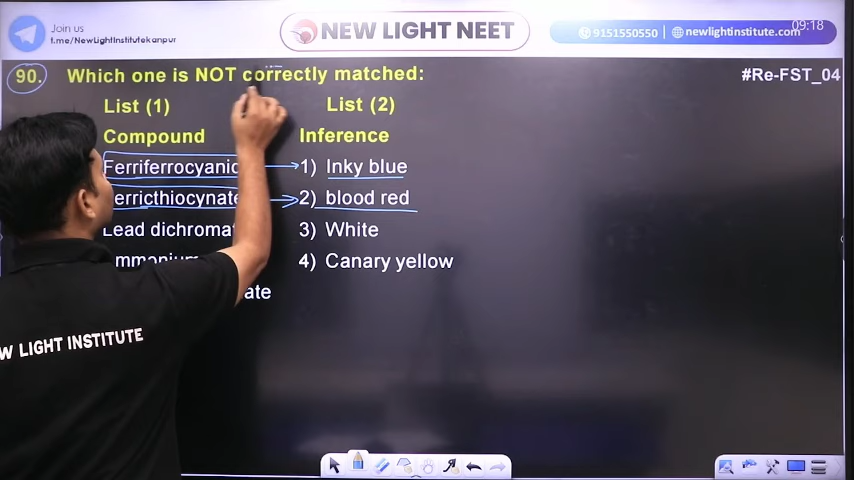 Join us
t.me/NewLightInstitutekanpur
NEW LIGHT NEET
9151550550 | newlightinstitute.com
09:18
90. Which one is NOT correctly matched:
#Re-FST_04
List (1) List (2)
Compound Inference
1) Inky blue
2) blood red
Lead 3) White
4) Canary yellow
LIGHT INSTITUTE